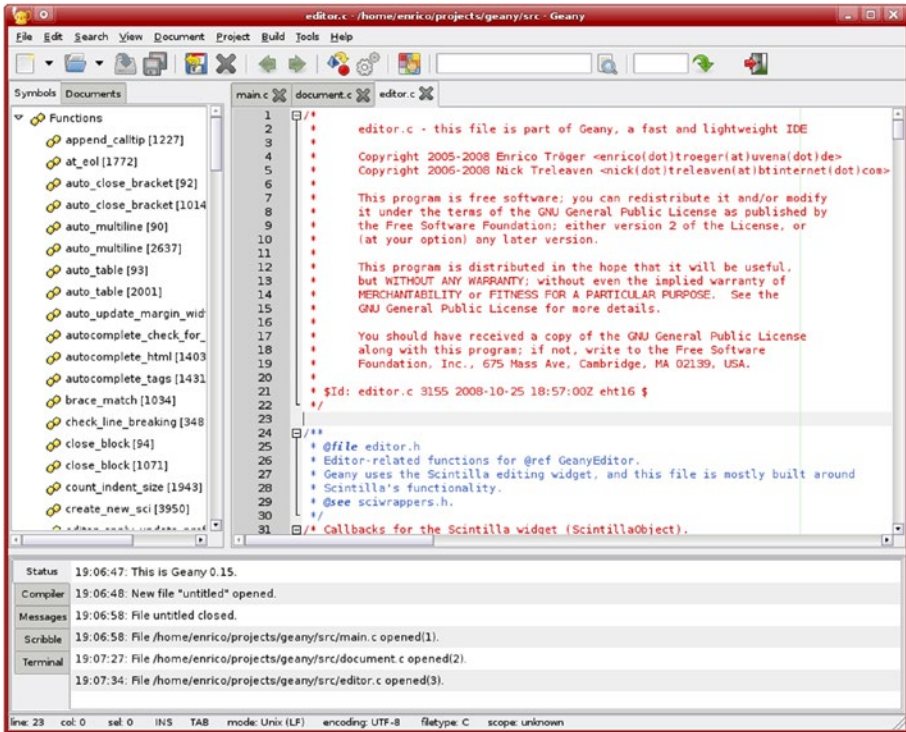 editor.c - /home/enrico/projects/geany/src - Geany
File Edit Search View Document Project Build Tools Help
Symbols Documents
main.c document.c editor.c
Functions
append_calltip [1227]
at_eol [1772]
auto_close_bracket [92]
auto_close_bracket [1014
auto_multiline [90]
auto_multiline [2637]
auto_table [93]
auto_table [2001]
auto_update_margin_wid
autocomplete_check_for_
autocomplete_html [1403
autocomplete_tags [1431
brace_match [1034]
check_line_breaking [348
close_block [94]
close_block [1071]
count_indent_size [1943]
create_new_sci [3950]
1 /*
2 * editor.c - this file is part of Geany, a fast and lightweight IDE
3 *
4 * Copyright 2005-2008 Enrico Tröger <enrico(dot)troeger(at)uvena(dot)de>
5 * Copyright 2006-2008 Nick Treleaven <nick(dot)treleaven(at)btinternet(dot)com>
6 *
7 * This program is free software; you can redistribute it and/or modify
8 * it under the terms of the GNU General Public License as published by
9 * the Free Software Foundation; either version 2 of the License, or
10 * (at your option) any later version.
11 *
12 * This program is distributed in the hope that it will be useful,
13 * but WITHOUT ANY WARRANTY; without even the implied warranty of
14 * MERCHANTABILITY or FITNESS FOR A PARTICULAR PURPOSE. See the
15 * GNU General Public License for more details.
16 *
17 * You should have received a copy of the GNU General Public License
18 * along with this program; if not, write to the Free Software
19 * Foundation, Inc., 675 Mass Ave, Cambridge, MA 02139, USA.
20 *
21 * $Id: editor.c 3155 2008-10-25 18:57:00Z eht16 $
22 */
23
24 /**
25 * @file editor.h
26 * Editor-related functions for @ref GeanyEditor.
27 * Geany uses the Scintilla editing widget, and this file is mostly built around
28 * Scintilla's functionality.
29 * @see sciwrappers.h.
30 */
31 /* Callbacks for the Scintilla widget (ScintillaObject).
Status
Compiler
Messages
Scribble
Terminal
19:06:47: This is Geany 0.15.
19:06:48: New file "untitled" opened.
19:06:58: File untitled closed.
19:06:58: File /home/enrico/projects/geany/src/main.c opened(1).
19:07:27: File /home/enrico/projects/geany/src/document.c opened(2).
19:07:34: File /home/enrico/projects/geany/src/editor.c opened(3).
line: 23 col: 0 sel: 0 INS TAB mode: Unix (LF) encoding: UTF-8 filetype: C scope: unknown